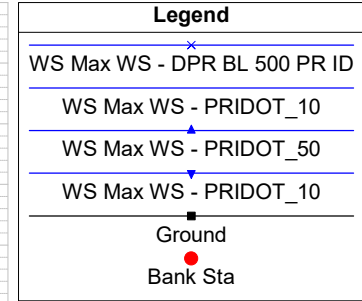 Legend
WS Max WS - DPR BL 500 PR ID
WS Max WS - PRIDOT_10
WS Max WS - PRIDOT_50
WS Max WS - PRIDOT_10
Ground
Bank Sta